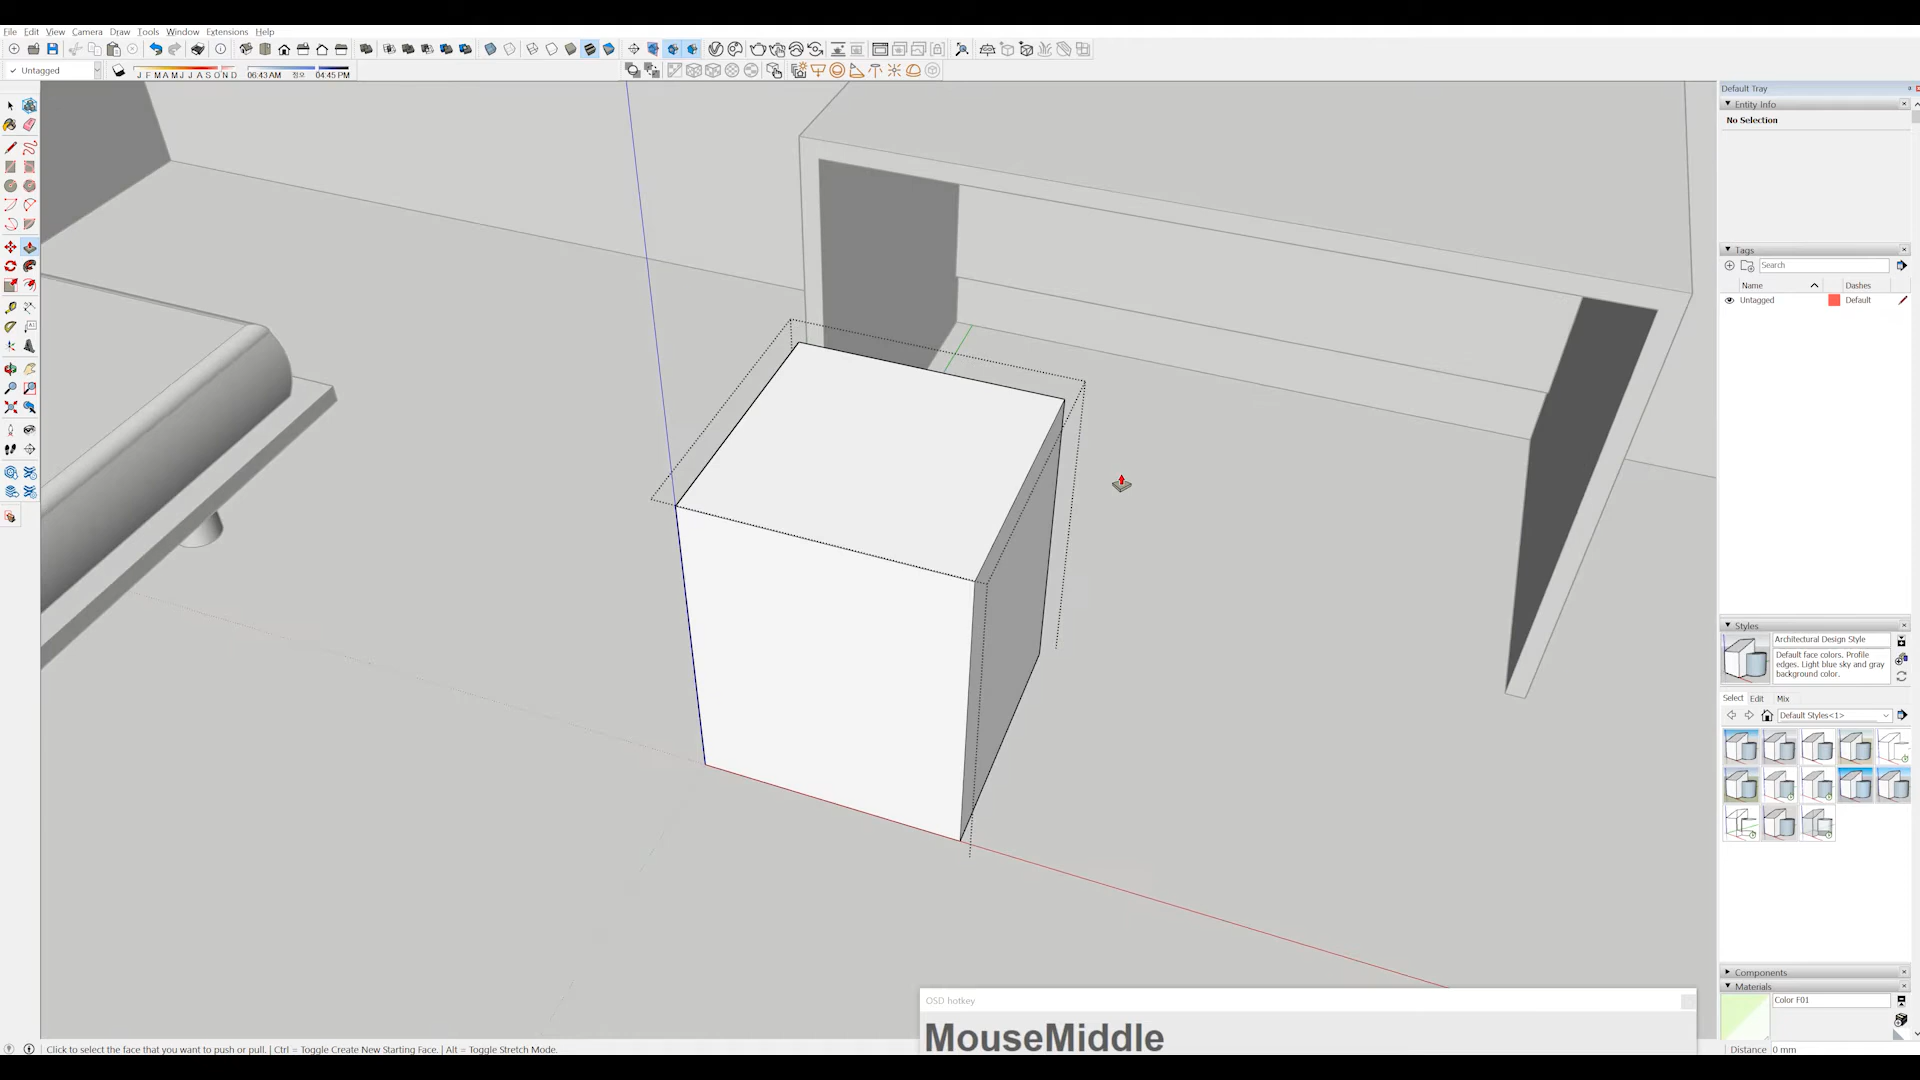 File Edit View Camera Draw Tools Window Extensions Help
✓ Untagged
J F M A M J J A S O N D 06:43 AM 정오 04:45 PM
Default Tray
Entity Info
No Selection
Tags
Search
Name Dashes
Untagged Default
Styles
Architectural Design Style
Default face colors. Profile
edges. Light blue sky and gray
background color.
Select Edit Mix
Default Styles<1>
Components
Materials
Color F01
OSD hotkey
MouseMiddle
Click to select the face that you want to push or pull. | Ctrl = Toggle Create New Starting Face. | Alt = Toggle Stretch Mode.
Distance 0 mm